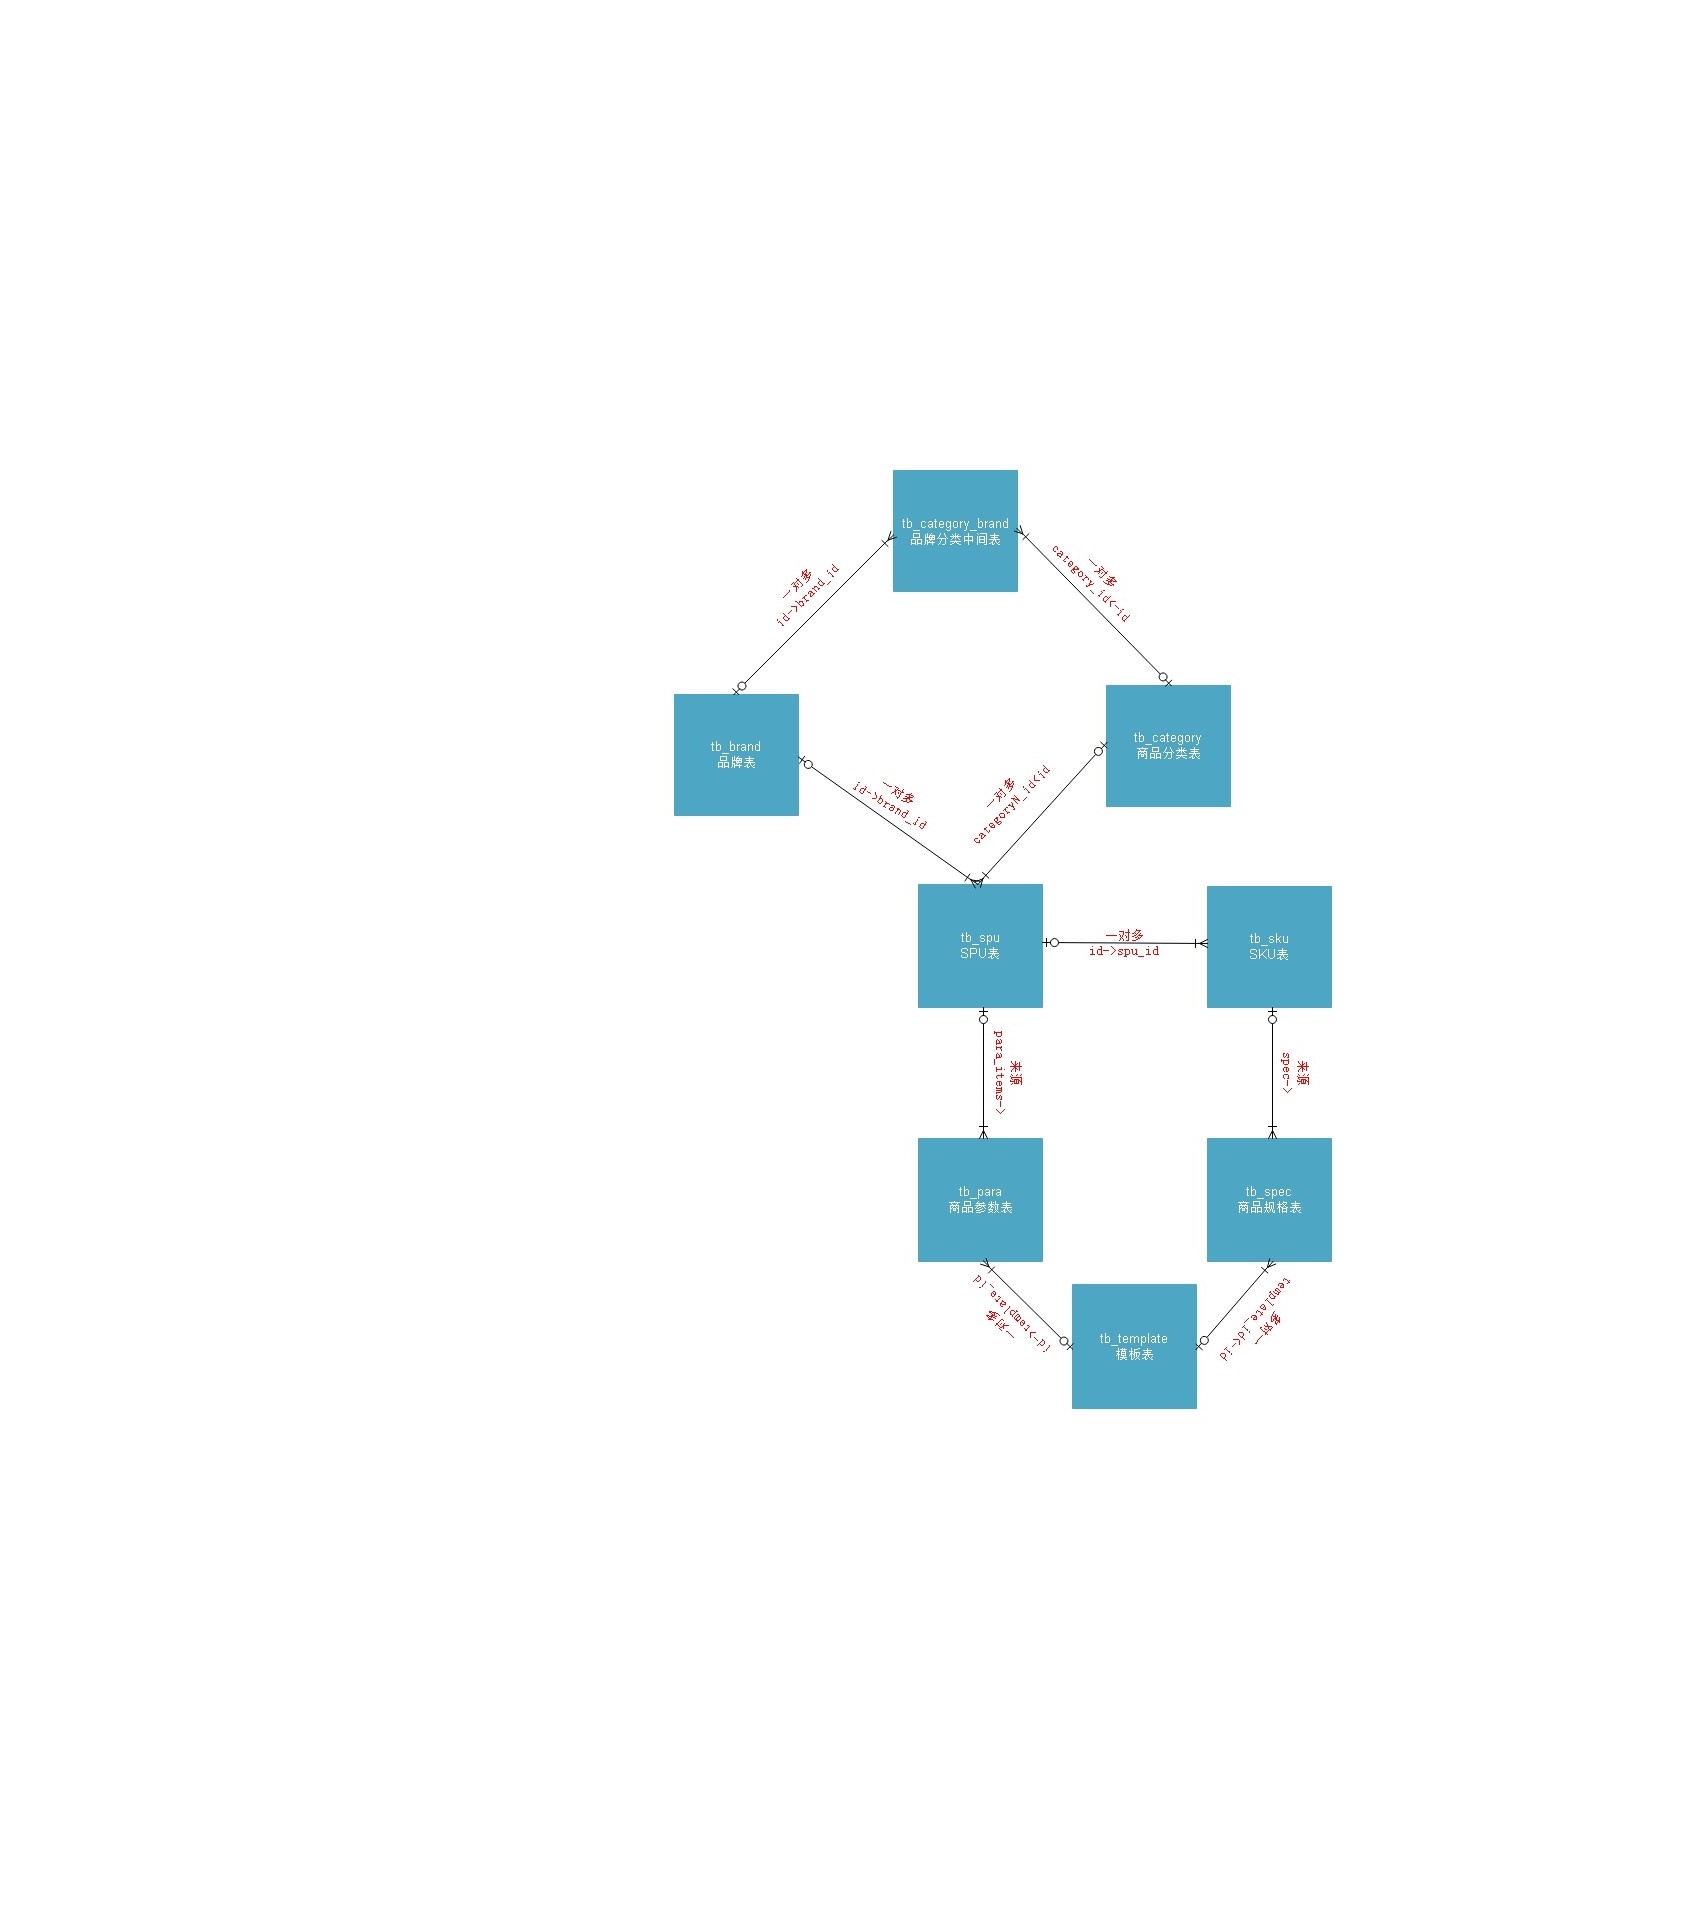 tb_category_brand
品牌分类中间表
一对多
id->brand_id
一对多
category_id<-id
tb_brand
品牌表
tb_category
商品分类表
一对多
id->brand_id
一对多
categoryN_id<id
tb_spu
SPU表
一对多
id->spu_id
tb_sku
SKU表
来源
para_items->
来源
spec->
tb_para
商品参数表
tb_spec
商品规格表
id->template_id
一对多
template_id<-id
多对一
tb_template
模板表